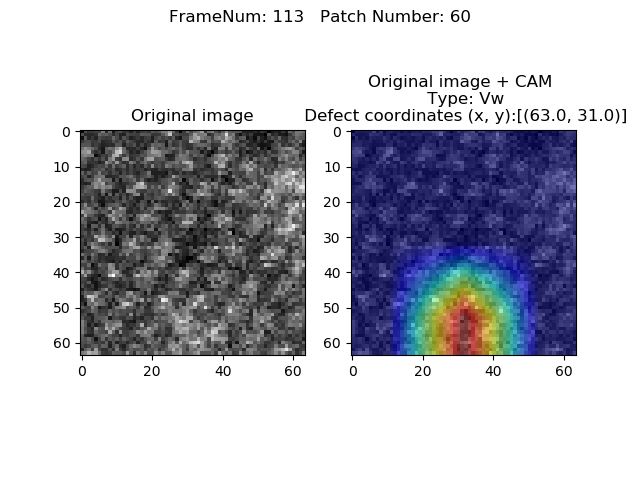 FrameNum: 113   Patch Number: 60
Original image
Original image + CAM
Type: Vw
Defect coordinates (x, y):[(63.0, 31.0)]
0
10
20
30
40
50
60
0 20 40 60
0
10
20
30
40
50
60
0 20 40 60